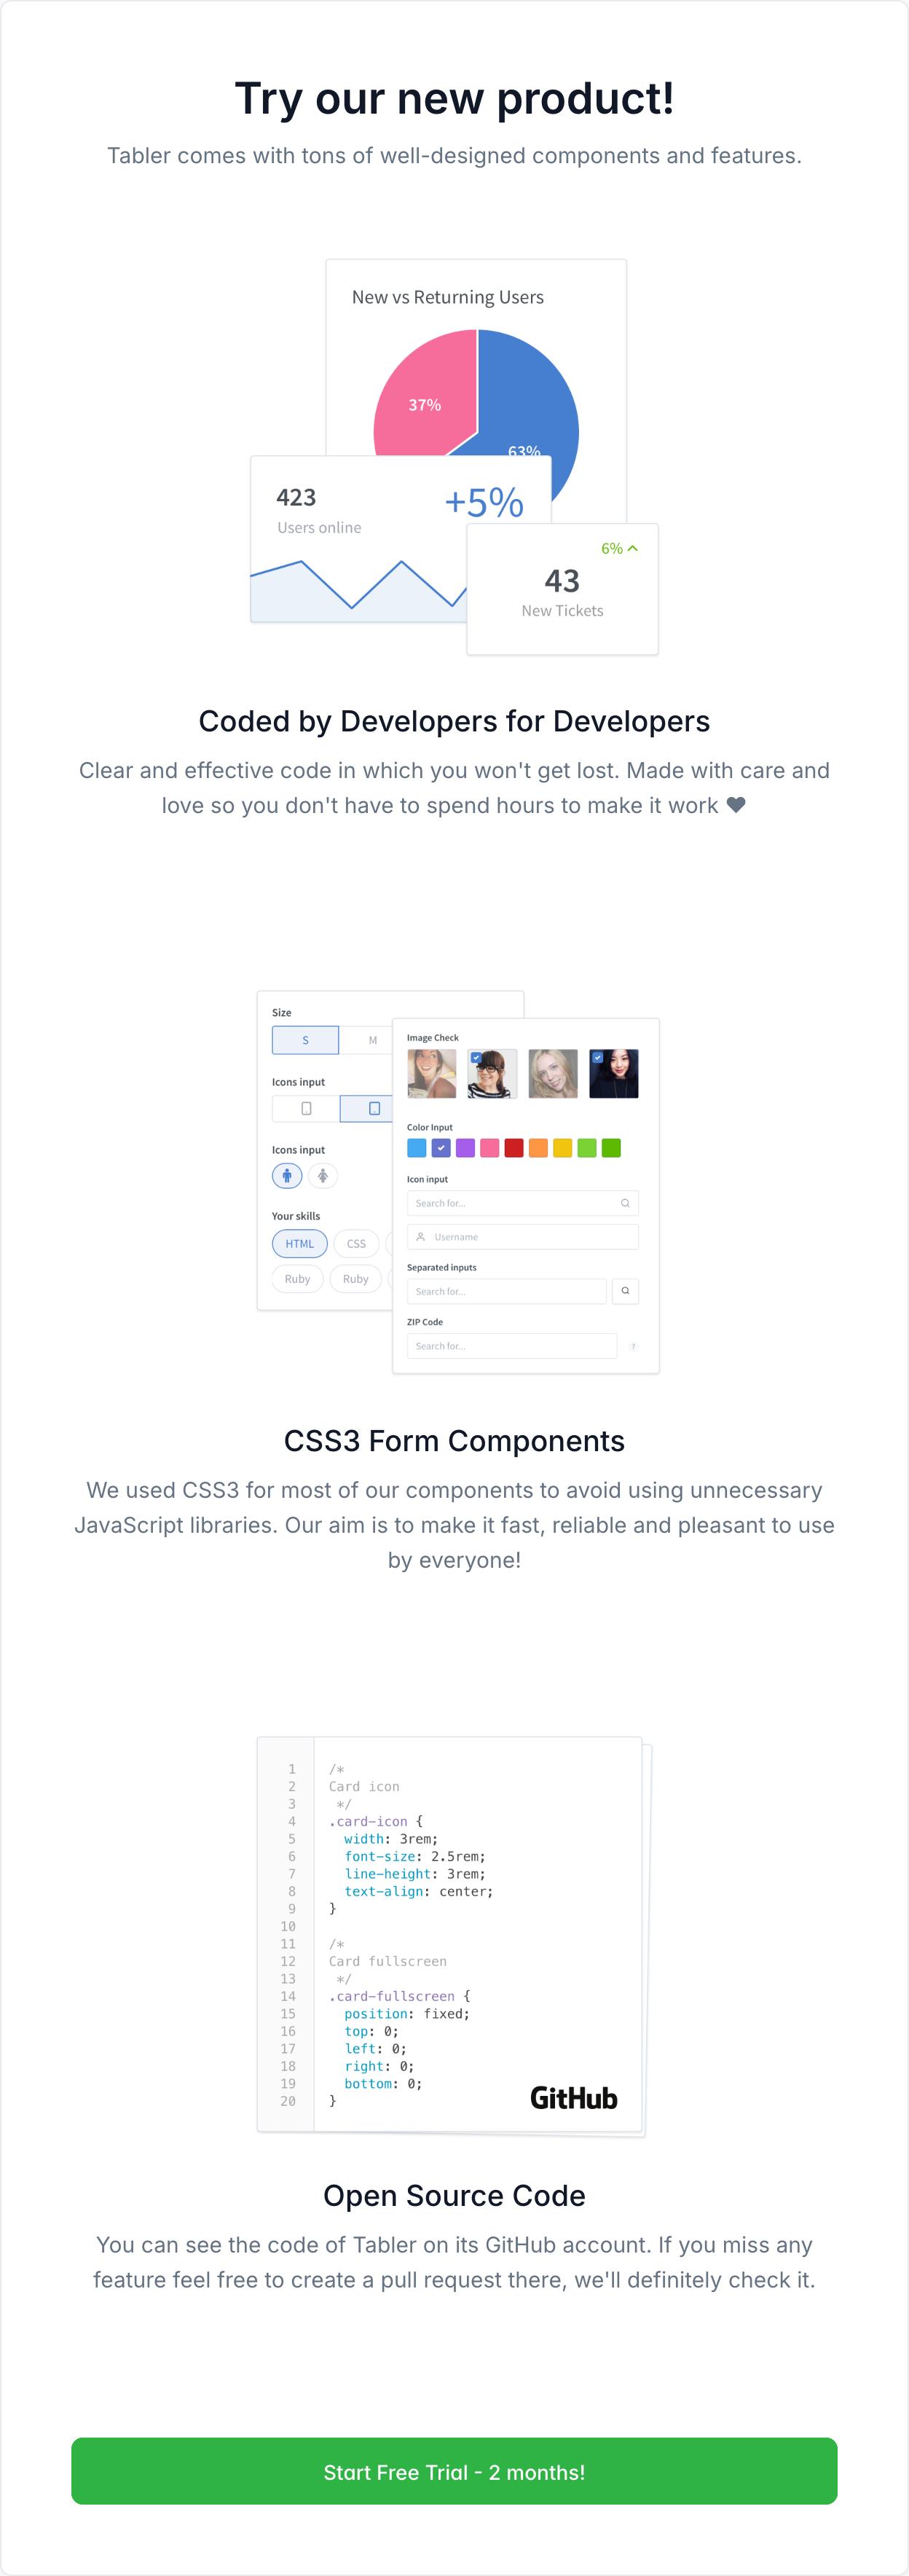 Try our new product!
Tabler comes with tons of well-designed components and features.
New vs Returning Users
37%
63%
423
+5%
Users online
6%
43
New Tickets
Coded by Developers for Developers
Clear and effective code in which you won't get lost. Made with care and
love so you don't have to spend hours to make it work ♥
Size
S
M
Icons input
Icons input
Your skills
HTML
CSS
Ruby
Ruby
Image Check
Color Input
Icon input
Search for...
Username
Separated inputs
Search for...
ZIP Code
Search for...
?
CSS3 Form Components
We used CSS3 for most of our components to avoid using unnecessary
JavaScript libraries. Our aim is to make it fast, reliable and pleasant to use
by everyone!
1 /*
2 Card icon
3 */
4 .card-icon {
5 width: 3rem;
6 font-size: 2.5rem;
7 line-height: 3rem;
8 text-align: center;
9 }
10
11 /*
12 Card fullscreen
13 */
14 .card-fullscreen {
15 position: fixed;
16 top: 0;
17 left: 0;
18 right: 0;
19 bottom: 0;
20 }
GitHub
Open Source Code
You can see the code of Tabler on its GitHub account. If you miss any
feature feel free to create a pull request there, we'll definitely check it.
Start Free Trial - 2 months!